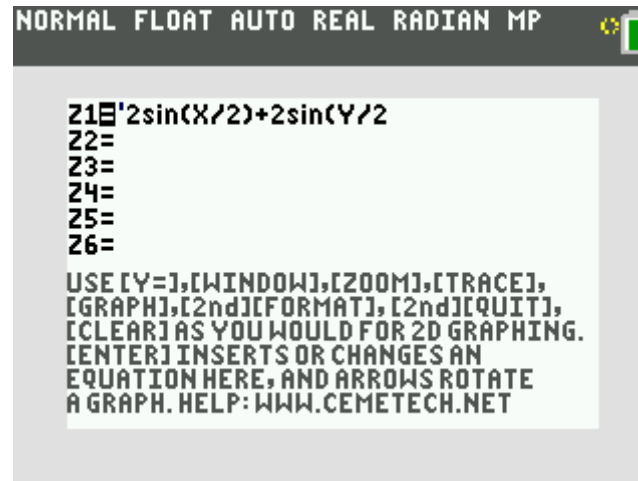 NORMAL FLOAT AUTO REAL RADIAN MP
Z1='2sin(X/2)+2sin(Y/2
Z2=
Z3=
Z4=
Z5=
Z6=
USE [Y=],[WINDOW],[ZOOM],[TRACE],
[GRAPH],[2nd][FORMAT],[2nd][QUIT],
[CLEAR] AS YOU WOULD FOR 2D GRAPHING.
[ENTER] INSERTS OR CHANGES AN
EQUATION HERE, AND ARROWS ROTATE
A GRAPH. HELP: WWW.CEMETECH.NET